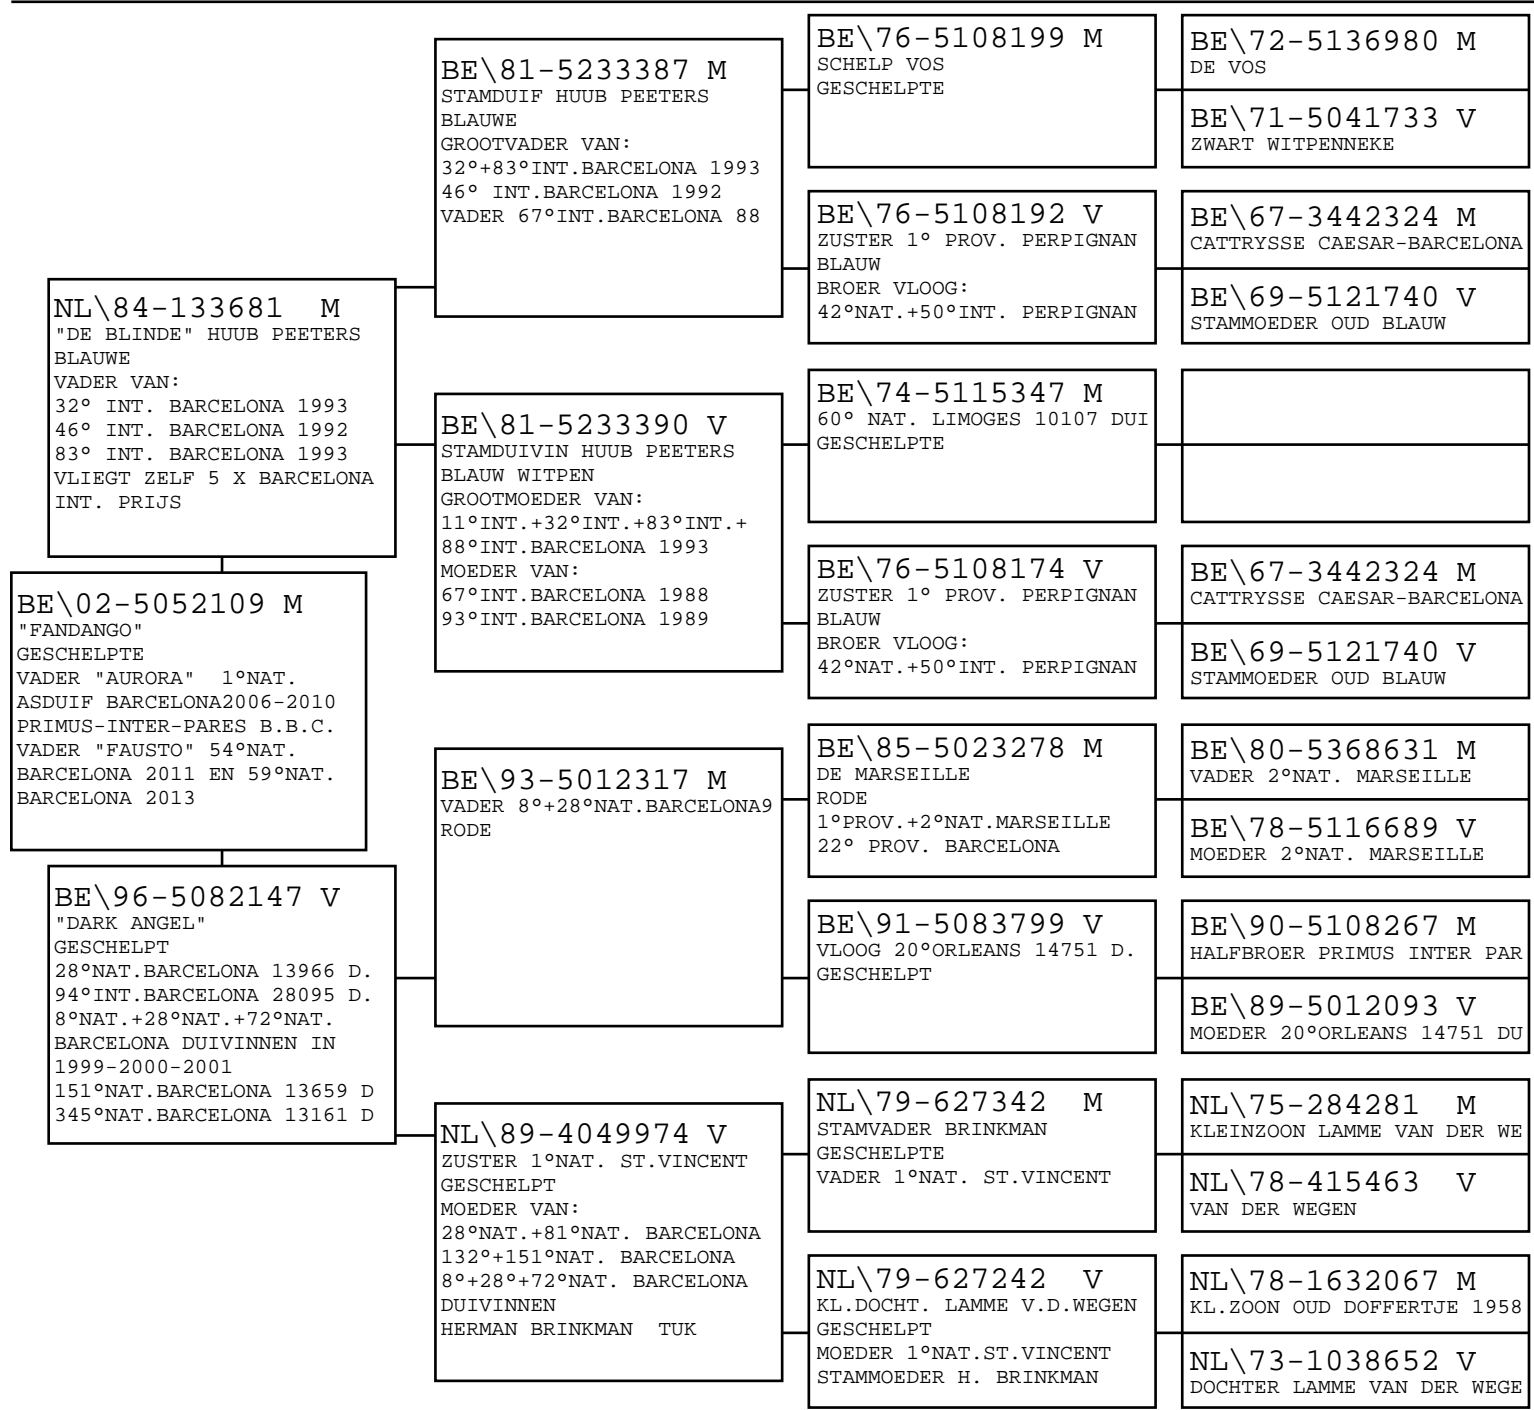 BE\02-5052109 M
"FANDANGO"
GESCHELPTE
VADER "AURORA"  1°NAT.
ASDUIF BARCELONA2006-2010
PRIMUS-INTER-PARES B.B.C.
VADER "FAUSTO" 54°NAT.
BARCELONA 2011 EN 59°NAT.
BARCELONA 2013
NL\84-133681  M
"DE BLINDE" HUUB PEETERS
BLAUWE
VADER VAN:
32° INT. BARCELONA 1993
46° INT. BARCELONA 1992
83° INT. BARCELONA 1993
VLIEGT ZELF 5 X BARCELONA
INT. PRIJS
BE\96-5082147 V
"DARK ANGEL"
GESCHELPT
28°NAT.BARCELONA 13966 D.
94°INT.BARCELONA 28095 D.
8°NAT.+28°NAT.+72°NAT.
BARCELONA DUIVINNEN IN
1999-2000-2001
151°NAT.BARCELONA 13659 D
345°NAT.BARCELONA 13161 D
BE\81-5233387 M
STAMDUIF HUUB PEETERS
BLAUWE
GROOTVADER VAN:
32°+83°INT.BARCELONA 1993
46° INT.BARCELONA 1992
VADER 67°INT.BARCELONA 88
BE\81-5233390 V
STAMDUIVIN HUUB PEETERS
BLAUW WITPEN
GROOTMOEDER VAN:
11°INT.+32°INT.+83°INT.+
88°INT.BARCELONA 1993
MOEDER VAN:
67°INT.BARCELONA 1988
93°INT.BARCELONA 1989
BE\93-5012317 M
VADER 8°+28°NAT.BARCELONA9
RODE
NL\89-4049974 V
ZUSTER 1°NAT. ST.VINCENT
GESCHELPT
MOEDER VAN:
28°NAT.+81°NAT. BARCELONA
132°+151°NAT. BARCELONA
8°+28°+72°NAT. BARCELONA
DUIVINNEN
HERMAN BRINKMAN  TUK
BE\76-5108199 M
SCHELP VOS
GESCHELPTE
BE\76-5108192 V
ZUSTER 1° PROV. PERPIGNAN
BLAUW
BROER VLOOG:
42°NAT.+50°INT. PERPIGNAN
BE\74-5115347 M
60° NAT. LIMOGES 10107 DUI
GESCHELPTE
BE\76-5108174 V
ZUSTER 1° PROV. PERPIGNAN
BLAUW
BROER VLOOG:
42°NAT.+50°INT. PERPIGNAN
BE\85-5023278 M
DE MARSEILLE
RODE
1°PROV.+2°NAT.MARSEILLE
22° PROV. BARCELONA
BE\91-5083799 V
VLOOG 20°ORLEANS 14751 D.
GESCHELPT
NL\79-627342  M
STAMVADER BRINKMAN
GESCHELPTE
VADER 1°NAT. ST.VINCENT
NL\79-627242  V
KL.DOCHT. LAMME V.D.WEGEN
GESCHELPT
MOEDER 1°NAT.ST.VINCENT
STAMMOEDER H. BRINKMAN
BE\72-5136980 M
DE VOS
BE\71-5041733 V
ZWART WITPENNEKE
BE\67-3442324 M
CATTRYSSE CAESAR-BARCELONA
BE\69-5121740 V
STAMMOEDER OUD BLAUW
BE\67-3442324 M
CATTRYSSE CAESAR-BARCELONA
BE\69-5121740 V
STAMMOEDER OUD BLAUW
BE\80-5368631 M
VADER 2°NAT. MARSEILLE
BE\78-5116689 V
MOEDER 2°NAT. MARSEILLE
BE\90-5108267 M
HALFBROER PRIMUS INTER PAR
BE\89-5012093 V
MOEDER 20°ORLEANS 14751 DU
NL\75-284281  M
KLEINZOON LAMME VAN DER WE
NL\78-415463  V
VAN DER WEGEN
NL\78-1632067 M
KL.ZOON OUD DOFFERTJE 1958
NL\73-1038652 V
DOCHTER LAMME VAN DER WEGE